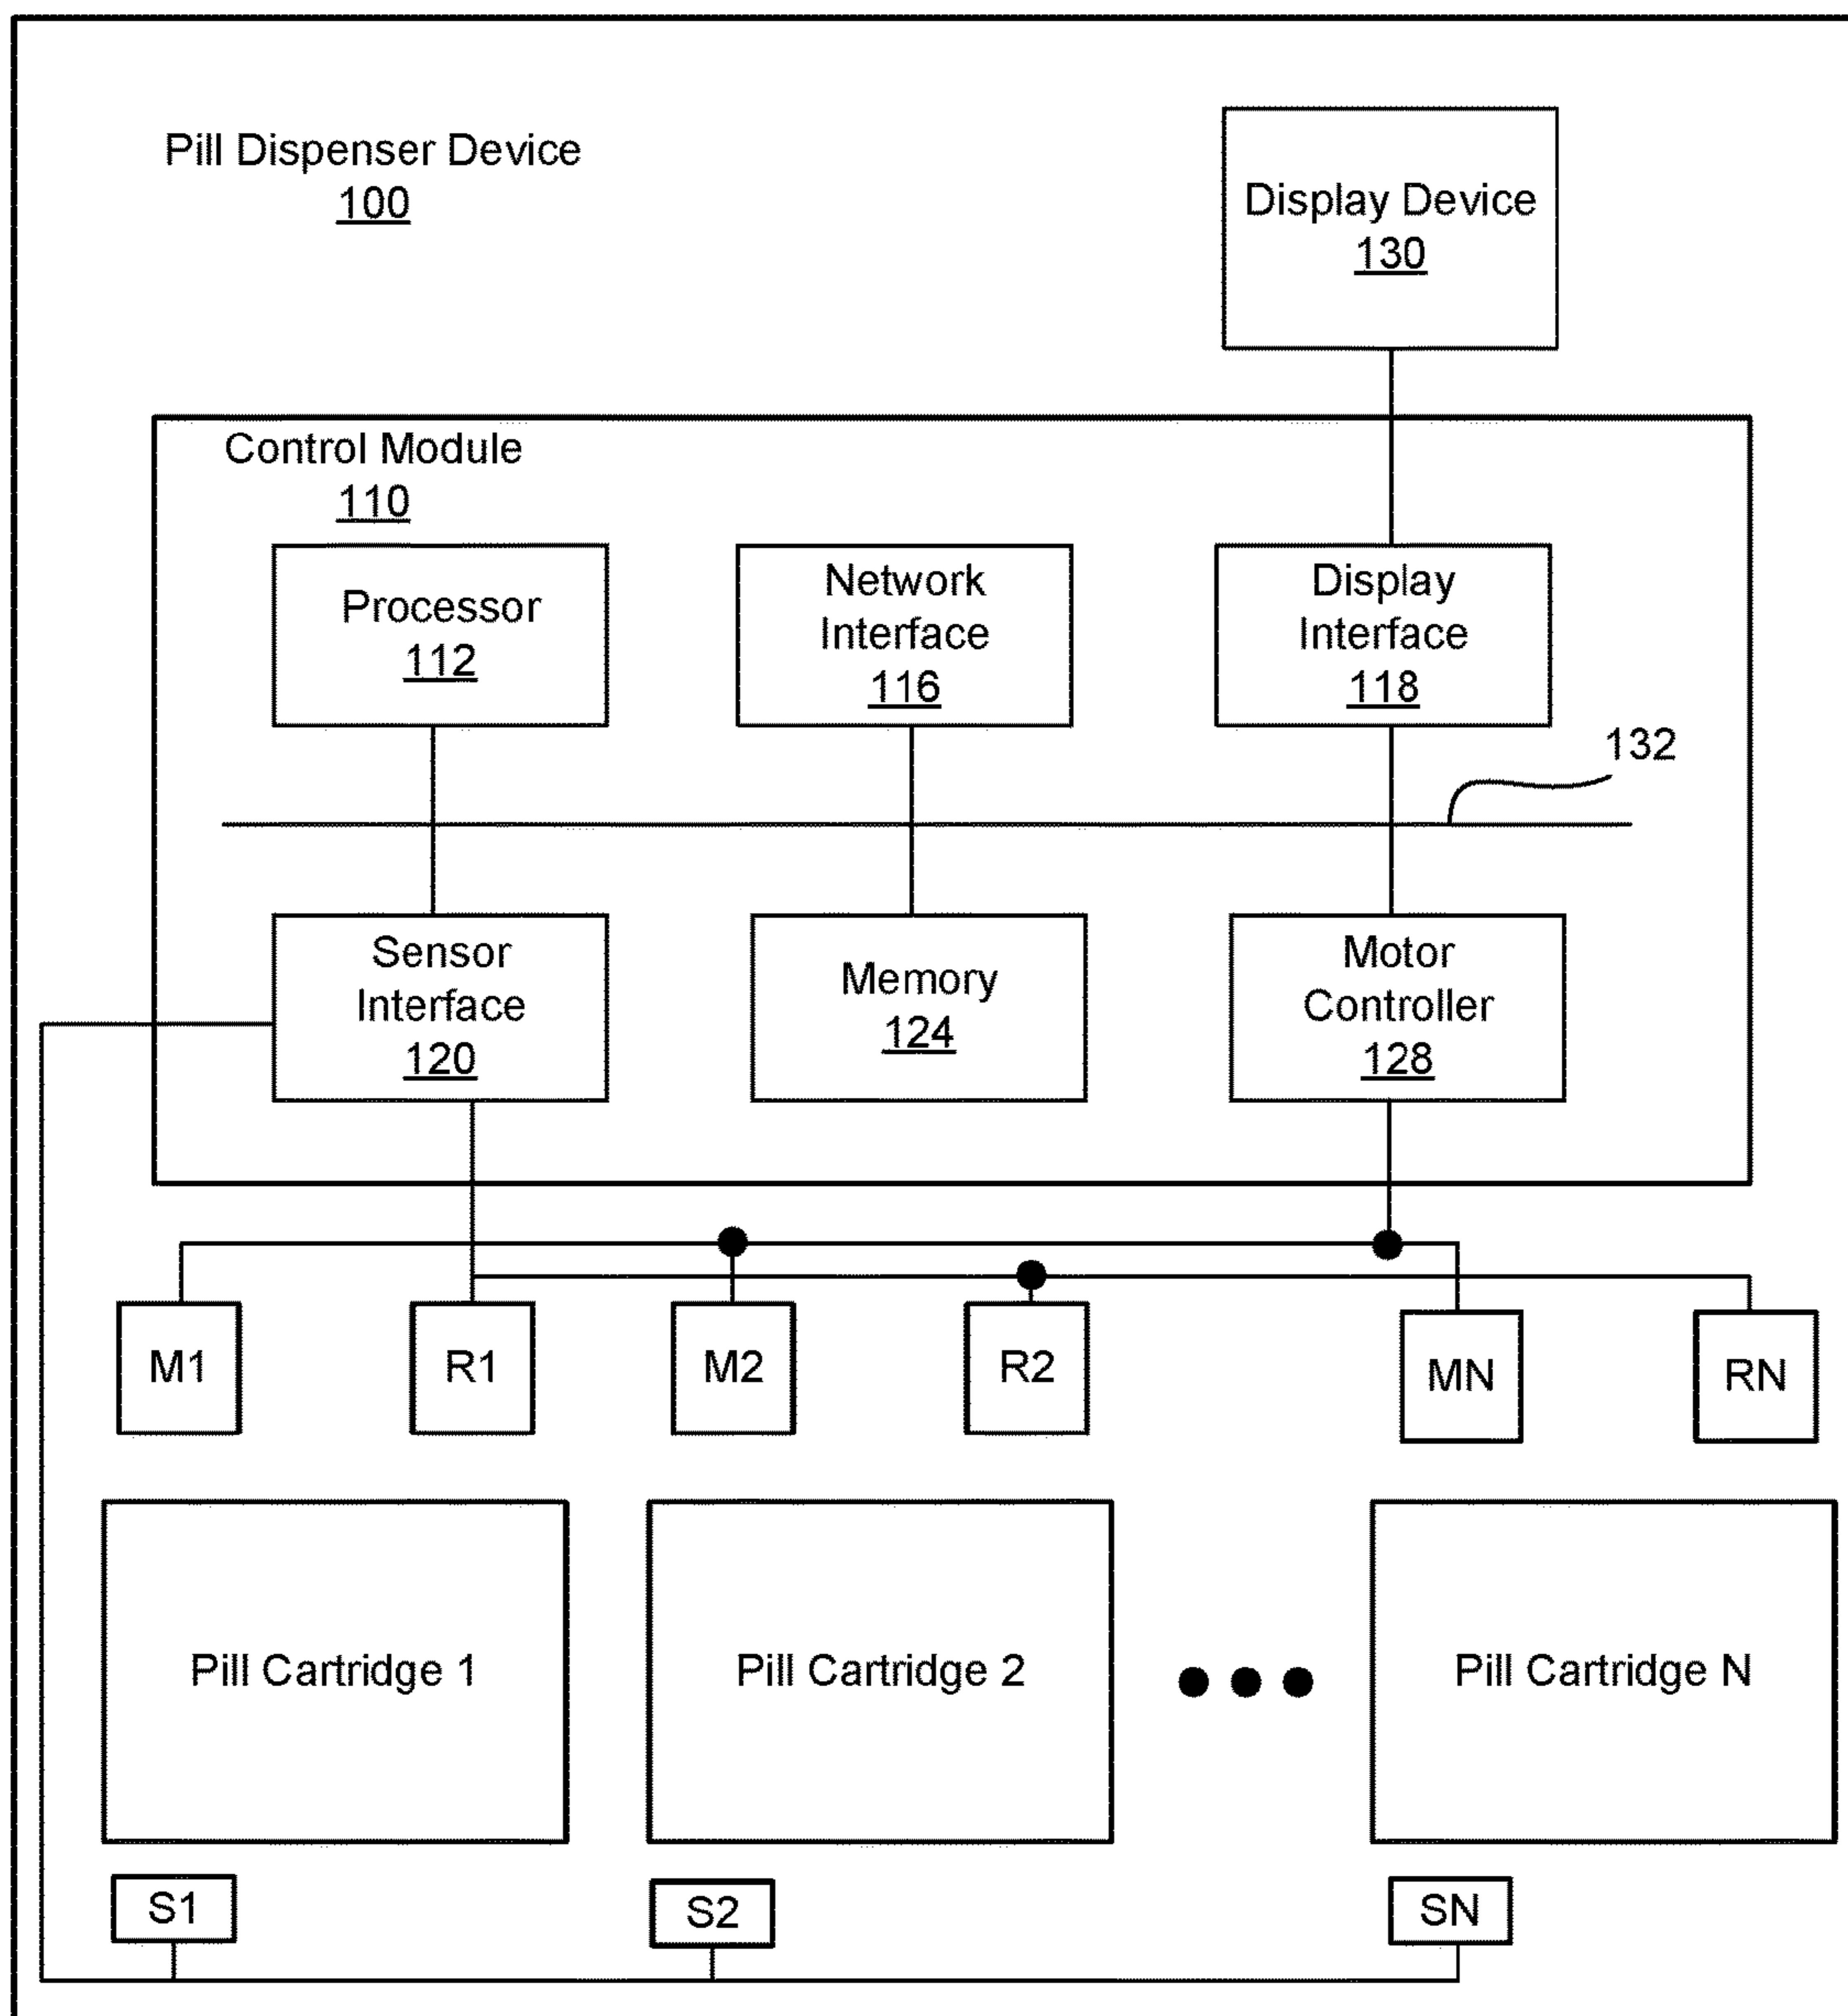 Pill Dispenser Device
100
Display Device
130
Control Module
110
Processor
112
Network
Interface
116
Display
Interface
118
132
Sensor
Interface
120
Memory
124
Motor
Controller
128
M1
R1
M2
R2
MN
RN
Pill Cartridge 1
Pill Cartridge 2
Pill Cartridge N
S1
S2
SN